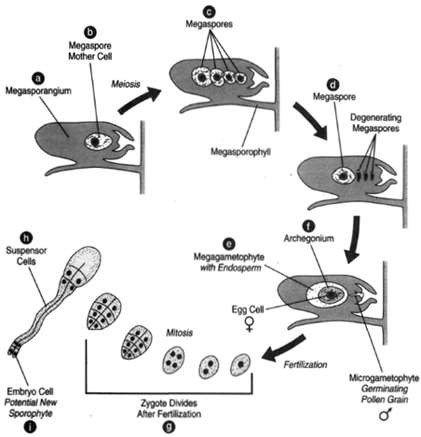 c
Megaspores
b
Megaspore
Mother Cell
a
Megasporangium
Meiosis
Megasporophyll
d
Megaspore
Degenerating
Megaspores
f
Archegonium
e
Megagametophyte
with Endosperm
Egg Cell
♀
Fertilization
Microgametophyte
Germinating
Pollen Grain
♂
h
Suspensor
Cells
Mitosis
Embryo Cell
Potential New
Sporophyte
i
Zygote Divides
After Fertilization
g